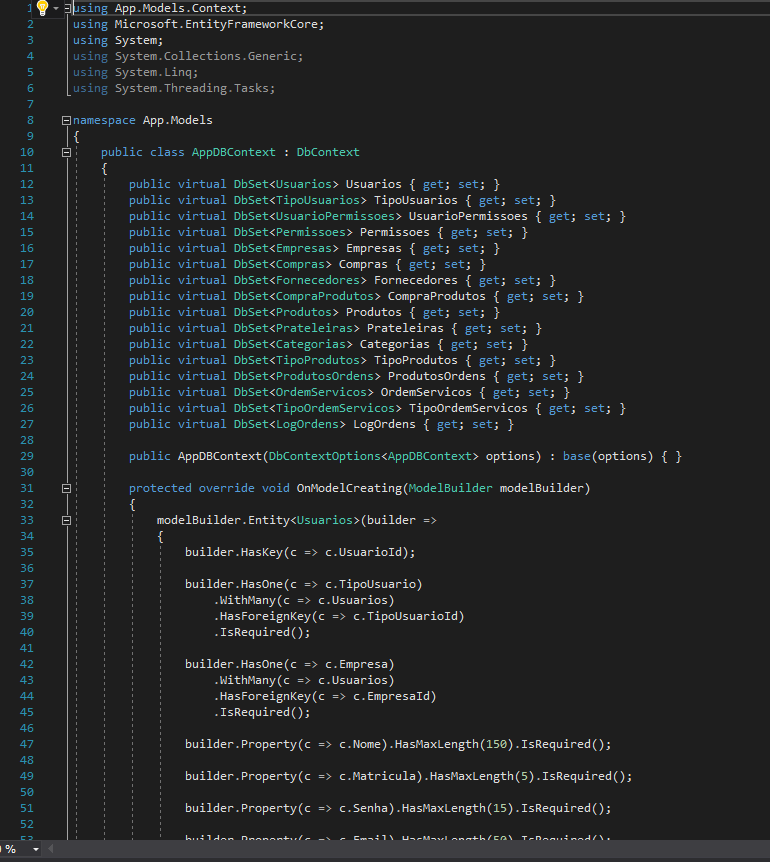 1 using App.Models.Context;
2 using Microsoft.EntityFrameworkCore;
3 using System;
4 using System.Collections.Generic;
5 using System.Linq;
6 using System.Threading.Tasks;
7
8 namespace App.Models
9 {
10 public class AppDBContext : DbContext
11 {
12 public virtual DbSet<Usuarios> Usuarios { get; set; }
13 public virtual DbSet<TipoUsuarios> TipoUsuarios { get; set; }
14 public virtual DbSet<UsuarioPermissoes> UsuarioPermissoes { get; set; }
15 public virtual DbSet<Permissoes> Permissoes { get; set; }
16 public virtual DbSet<Empresas> Empresas { get; set; }
17 public virtual DbSet<Compras> Compras { get; set; }
18 public virtual DbSet<Fornecedores> Fornecedores { get; set; }
19 public virtual DbSet<CompraProdutos> CompraProdutos { get; set; }
20 public virtual DbSet<Produtos> Produtos { get; set; }
21 public virtual DbSet<Prateleiras> Prateleiras { get; set; }
22 public virtual DbSet<Categorias> Categorias { get; set; }
23 public virtual DbSet<TipoProdutos> TipoProdutos { get; set; }
24 public virtual DbSet<ProdutosOrdens> ProdutosOrdens { get; set; }
25 public virtual DbSet<OrdemServicos> OrdemServicos { get; set; }
26 public virtual DbSet<TipoOrdemServicos> TipoOrdemServicos { get; set; }
27 public virtual DbSet<LogOrdens> LogOrdens { get; set; }
28
29 public AppDBContext(DbContextOptions<AppDBContext> options) : base(options) { }
30
31 protected override void OnModelCreating(ModelBuilder modelBuilder)
32 {
33 modelBuilder.Entity<Usuarios>(builder =>
34 {
35 builder.HasKey(c => c.UsuarioId);
36
37 builder.HasOne(c => c.TipoUsuario)
38 .WithMany(c => c.Usuarios)
39 .HasForeignKey(c => c.TipoUsuarioId)
40 .IsRequired();
41
42 builder.HasOne(c => c.Empresa)
43 .WithMany(c => c.Usuarios)
44 .HasForeignKey(c => c.EmpresaId)
45 .IsRequired();
46
47 builder.Property(c => c.Nome).HasMaxLength(150).IsRequired();
48
49 builder.Property(c => c.Matricula).HasMaxLength(5).IsRequired();
50
51 builder.Property(c => c.Senha).HasMaxLength(15).IsRequired();
52
53 builder.Property(c => c.Email).HasMaxLength(50).IsRequired();
%